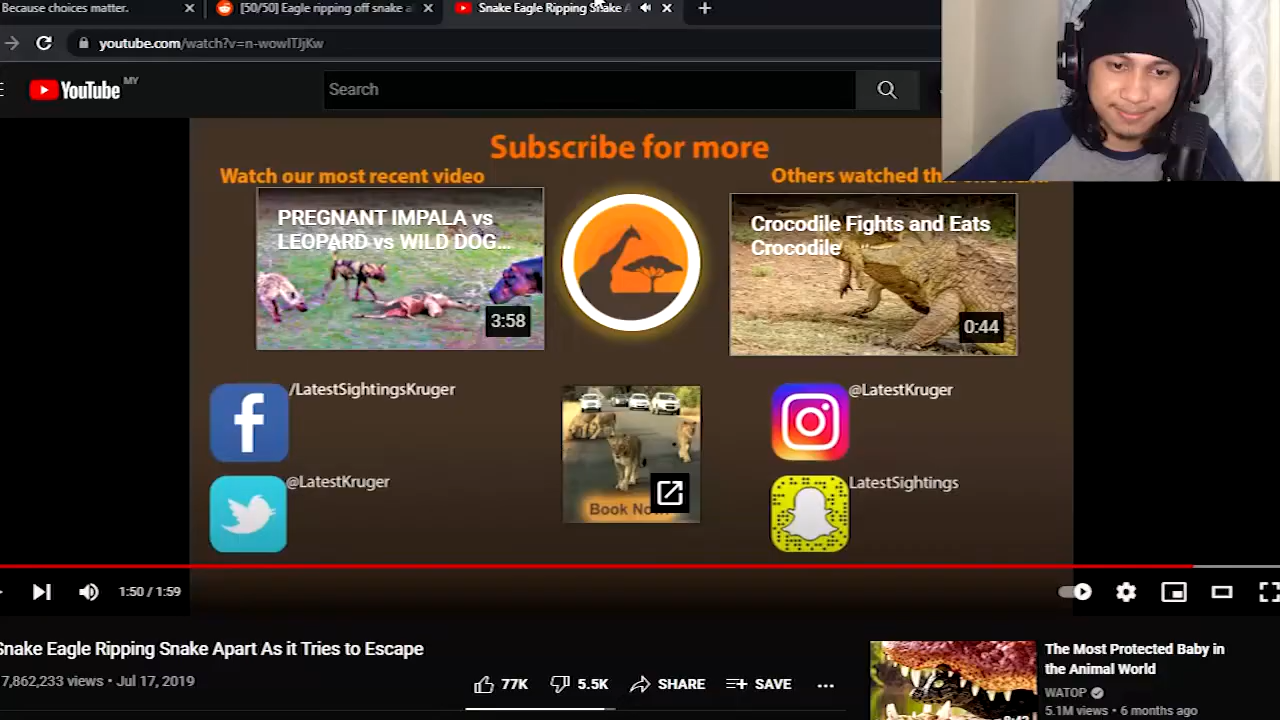 Because choices matter.
[50/50] Eagle ripping off snake a
Snake Eagle Ripping Snake A
youtube.com/watch?v=n-wowITJjKw
YouTube MY
Search
Subscribe for more
Watch our most recent video
Others watched this
PREGNANT IMPALA vs
LEOPARD vs WILD DOG...
3:58
Crocodile Fights and Eats
Crocodile
0:44
/LatestSightingsKruger
@LatestKruger
@LatestKruger
LatestSightings
Book Now
1:50 / 1:59
Snake Eagle Ripping Snake Apart As it Tries to Escape
7,862,233 views • Jul 17, 2019
77K
5.5K
SHARE
SAVE
The Most Protected Baby in
the Animal World
WATOP
5.1M views • 6 months ago